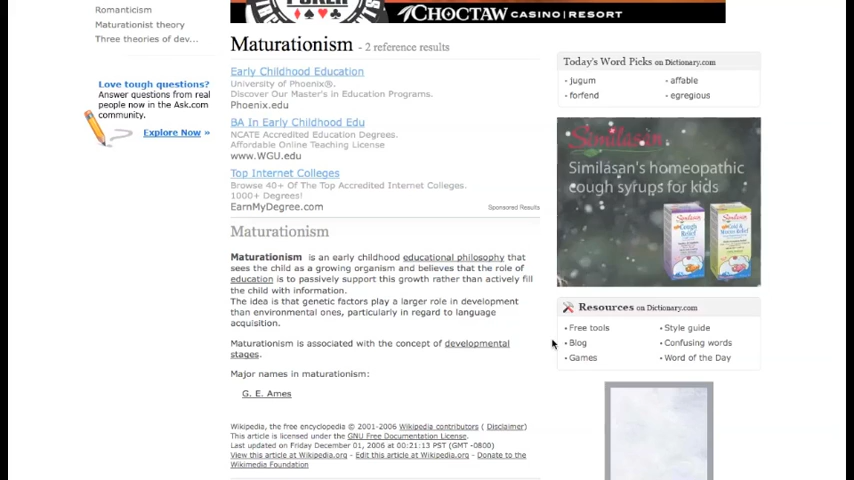 CHOCTAW CASINO | RESORT
Romanticism
Maturationist theory
Three theories of dev...
Love tough questions?
Answer questions from real
people now in the Ask.com
community.
Explore Now »
Maturationism - 2 reference results
Early Childhood Education
University of Phoenix®.
Discover Our Master's in Education Programs.
Phoenix.edu
BA In Early Childhood Edu
NCATE Accredited Education Degrees.
Affordable Online Teaching License
www.WGU.edu
Top Internet Colleges
Browse 40+ Of The Top Accredited Internet Colleges.
1000+ Degrees!
EarnMyDegree.com
Sponsored Results
Maturationism
Maturationism is an early childhood educational philosophy that
sees the child as a growing organism and believes that the role of
education is to passively support this growth rather than actively fill
the child with information.
The idea is that genetic factors play a larger role in development
than environmental ones, particularly in regard to language
acquisition.
Maturationism is associated with the concept of developmental
stages.
Major names in maturationism:
G. E. Ames
Wikipedia, the free encyclopedia © 2001-2006 Wikipedia contributors ( Disclaimer)
This article is licensed under the GNU Free Documentation License.
Last updated on Friday December 01, 2006 at 00:21:13 PST (GMT -0800)
View this article at Wikipedia.org - Edit this article at Wikipedia.org - Donate to the
Wikimedia Foundation
Today's Word Picks on Dictionary.com
• jugum
• affable
• forfend
• egregious
Similasan
Similasan's homeopathic
cough syrups for kids
Similasan
Cough
Relief
Similasan
Resources on Dictionary.com
• Free tools
• Style guide
• Blog
• Confusing words
• Games
• Word of the Day